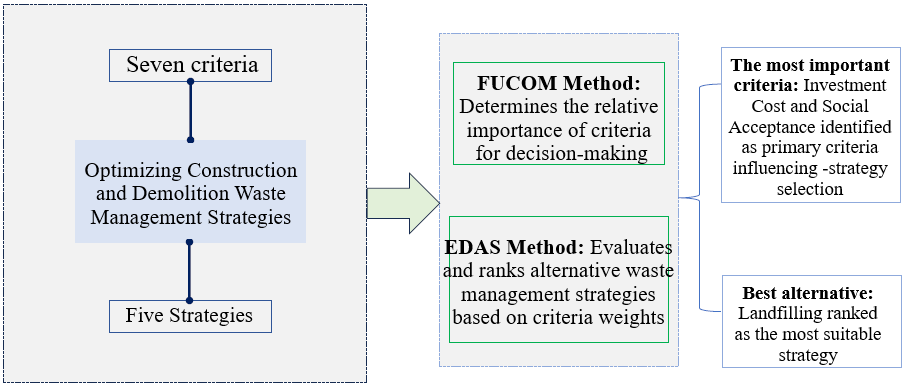 Seven criteria
Optimizing Construction
and Demolition Waste
Management Strategies
Five Strategies
FUCOM Method:
Determines the relative
importance of criteria
for decision-making
EDAS Method: Evaluates
and ranks alternative waste
management strategies
based on criteria weights
The most important
criteria: Investment
Cost and Social
Acceptance identified
as primary criteria
influencing -strategy
selection
Best alternative:
Landfilling ranked
as the most suitable
strategy